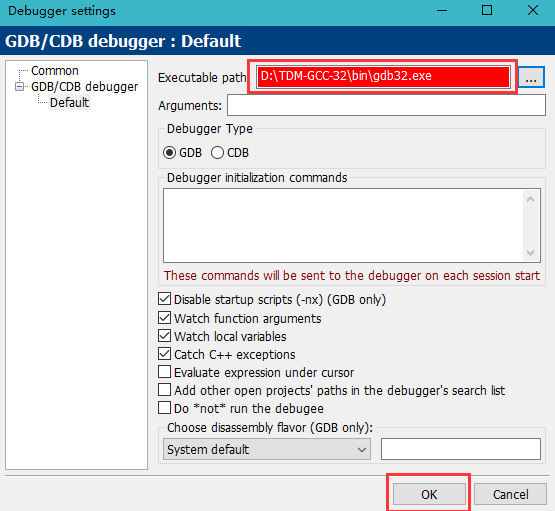 Debugger settings
GDB/CDB debugger : Default
Common
GDB/CDB debugger
Default
Executable path
D:\TDM-GCC-32\bin\gdb32.exe
...
Arguments:
Debugger Type
GDB
CDB
Debugger initialization commands
These commands will be sent to the debugger on each session start
Disable startup scripts (-nx) (GDB only)
Watch function arguments
Watch local variables
Catch C++ exceptions
Evaluate expression under cursor
Add other open projects' paths in the debugger's search list
Do *not* run the debugee
Choose disassembly flavor (GDB only):
System default
OK
Cancel